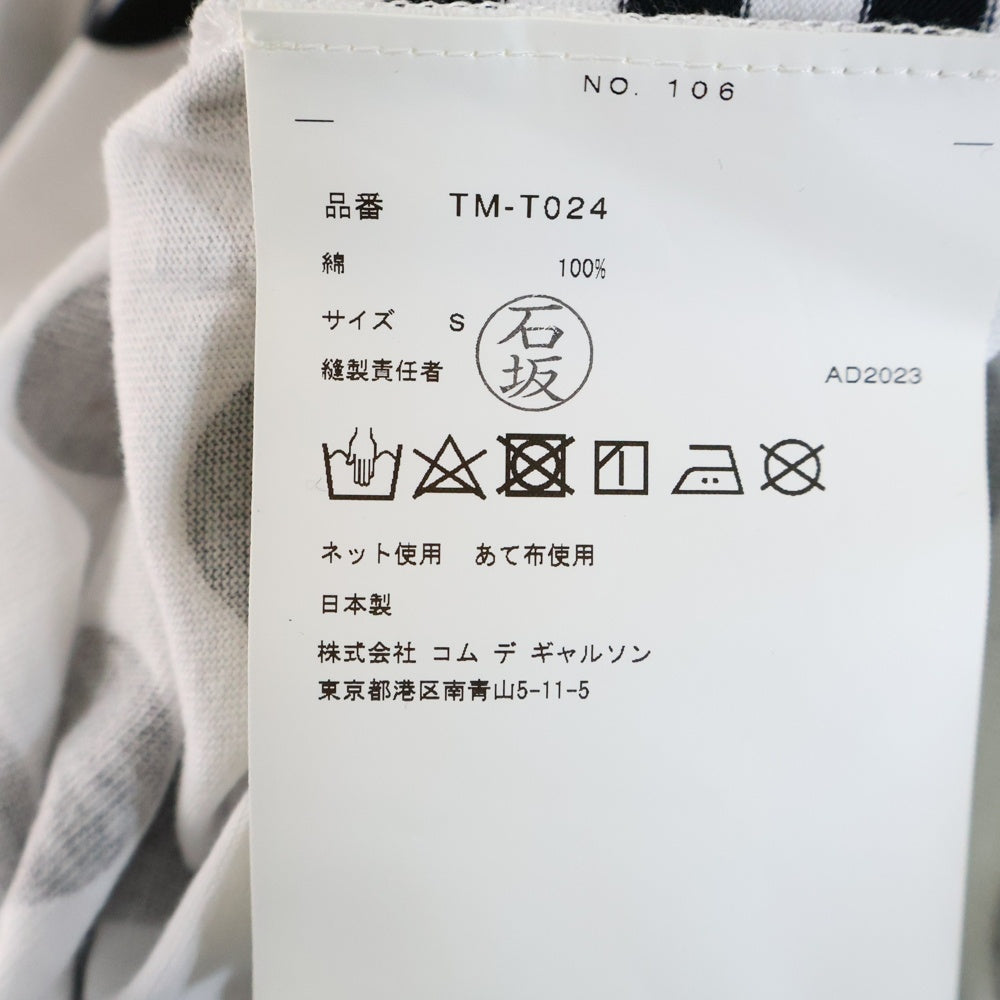 NO. 106
品番 TM-T024
綿 100%
サイズ S
石坂
縫製責任者 AD2023
ネット使用 あて布使用
日本製
株式会社 コム デ ギャルソン
東京都港区南青山5-11-5